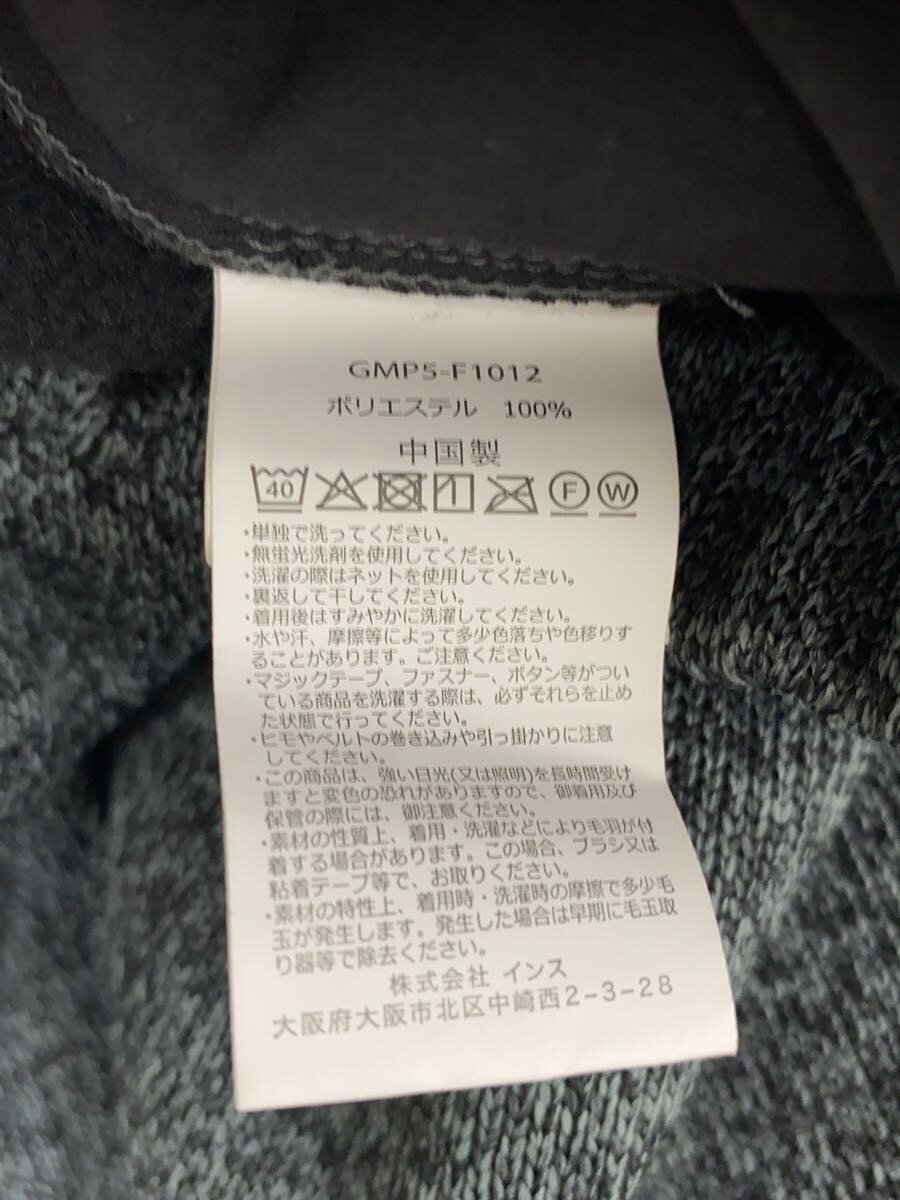 GMP5-F1012
ポリエステル 100%
中国製
40 F W
・単独で洗ってください。
・無蛍光洗剤を使用してください。
・洗濯の際はネットを使用してください。
・裏返して干してください。
・着用後はすみやかに洗濯してください。
・水や汗、摩擦等によって多少色落ちや色移りす
ることがあります。ご注意ください。
・マジックテープ、ファスナー、ボタン等がつい
ている商品を洗濯する際は、必ずそれらを止め
た状態で行ってください。
・ヒモやベルトの巻き込みや引っ掛かりに注意
してください。
・この商品は、強い日光(又は照明)を長時間受け
ますと変色の恐れがありますので、御着用及び
保管の際には、御注意ください。
・素材の性質上、着用・洗濯などにより毛羽が付
着する場合があります。この場合、ブラシ又は
粘着テープ等で、お取りください。
・素材の特性上、着用時・洗濯時の摩擦で多少毛
玉が発生します。発生した場合は早期に毛玉取
り器等で除去ください。
株式会社 インス
大阪府大阪市北区中崎西2-3-28